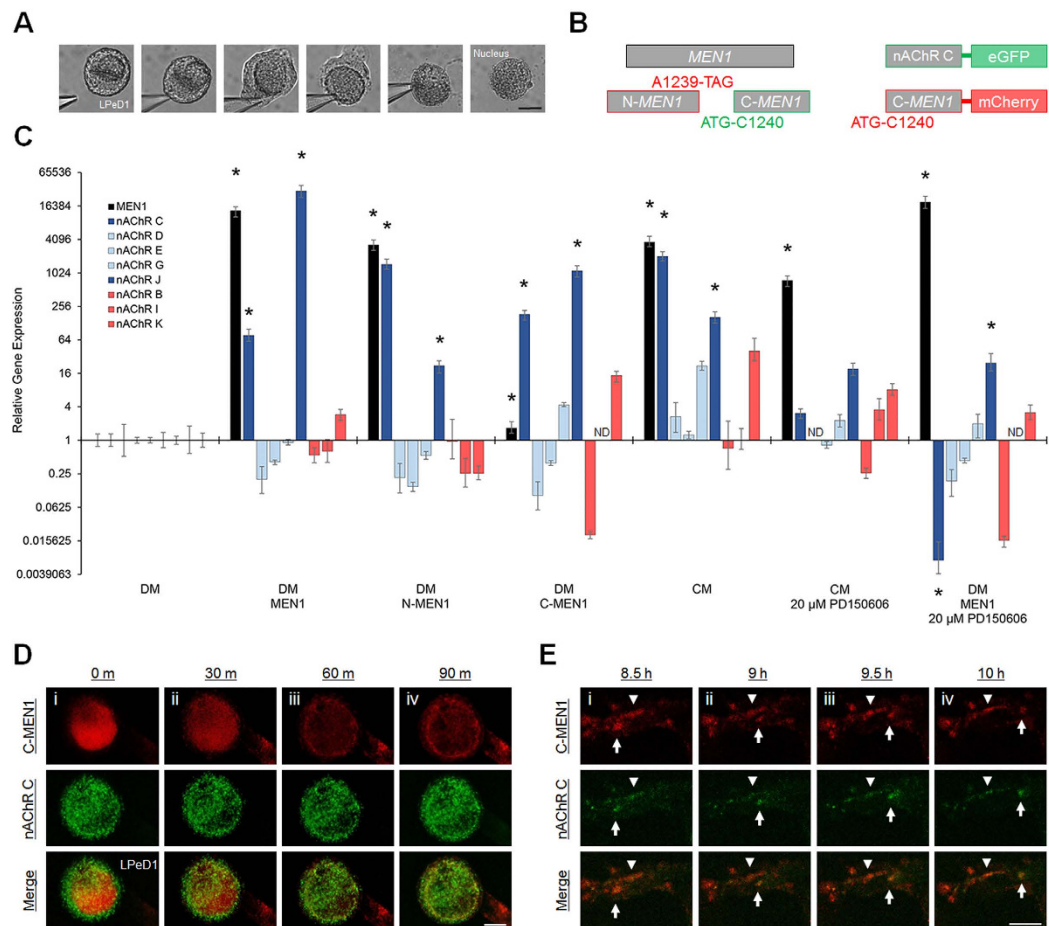 A
LPeD1
Nucleus
B
MEN1
A1239-TAG
N-MEN1
C-MEN1
ATG-C1240
nAChR C
eGFP
C-MEN1
mCherry
ATG-C1240
C
Relative Gene Expression
65536
16384
4096
1024
256
64
16
4
1
0.25
0.0625
0.015625
0.0039063
MEN1
nAChR C
nAChR D
nAChR E
nAChR G
nAChR J
nAChR B
nAChR I
nAChR K
* * *
* * *
* * *
ND
* * *
*
ND
* *
ND
*
DM
DM
MEN1
DM
N-MEN1
DM
C-MEN1
CM
CM
20 µM PD150606
DM
MEN1
20 µM PD150606
D
0 m 30 m 60 m 90 m
C-MEN1
i ii iii iv
nAChR C
Merge
LPeD1
E
8.5 h 9 h 9.5 h 10 h
C-MEN1
i ii iii iv
nAChR C
Merge